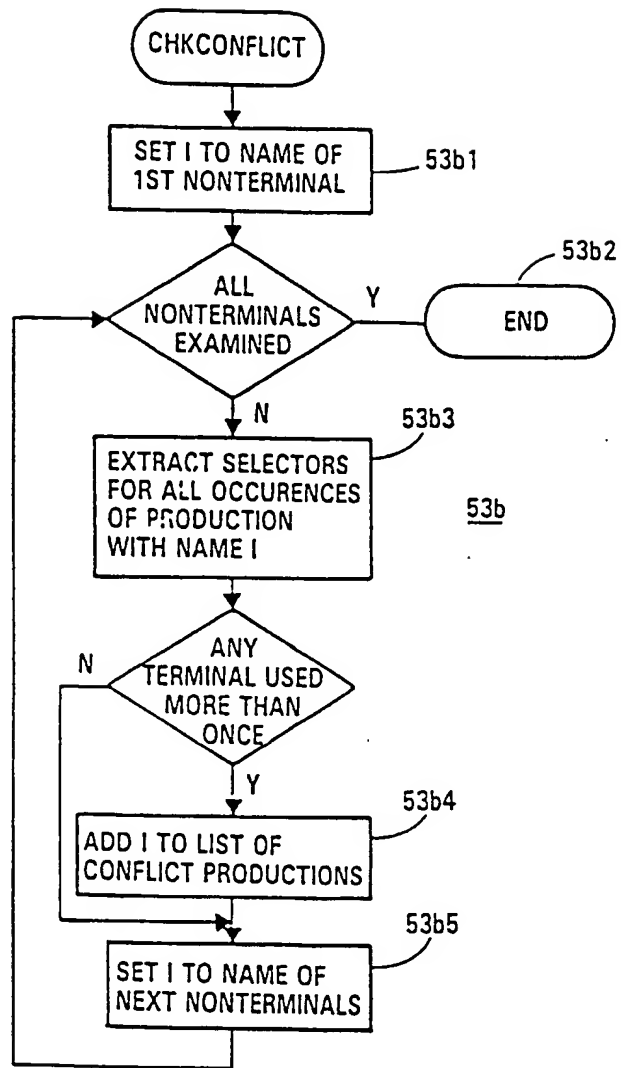 CHKCONFLICT
SET I TO NAME OF
1ST NONTERMINAL
53b1
ALL
NONTERMINALS
EXAMINED
Y
53b2
END
N
53b3
EXTRACT SELECTORS
FOR ALL OCCURENCES
OF PRODUCTION
WITH NAME I
53b
ANY
TERMINAL USED
MORE THAN
ONCE
N
Y
53b4
ADD I TO LIST OF
CONFLICT PRODUCTIONS
53b5
SET I TO NAME OF
NEXT NONTERMINALS